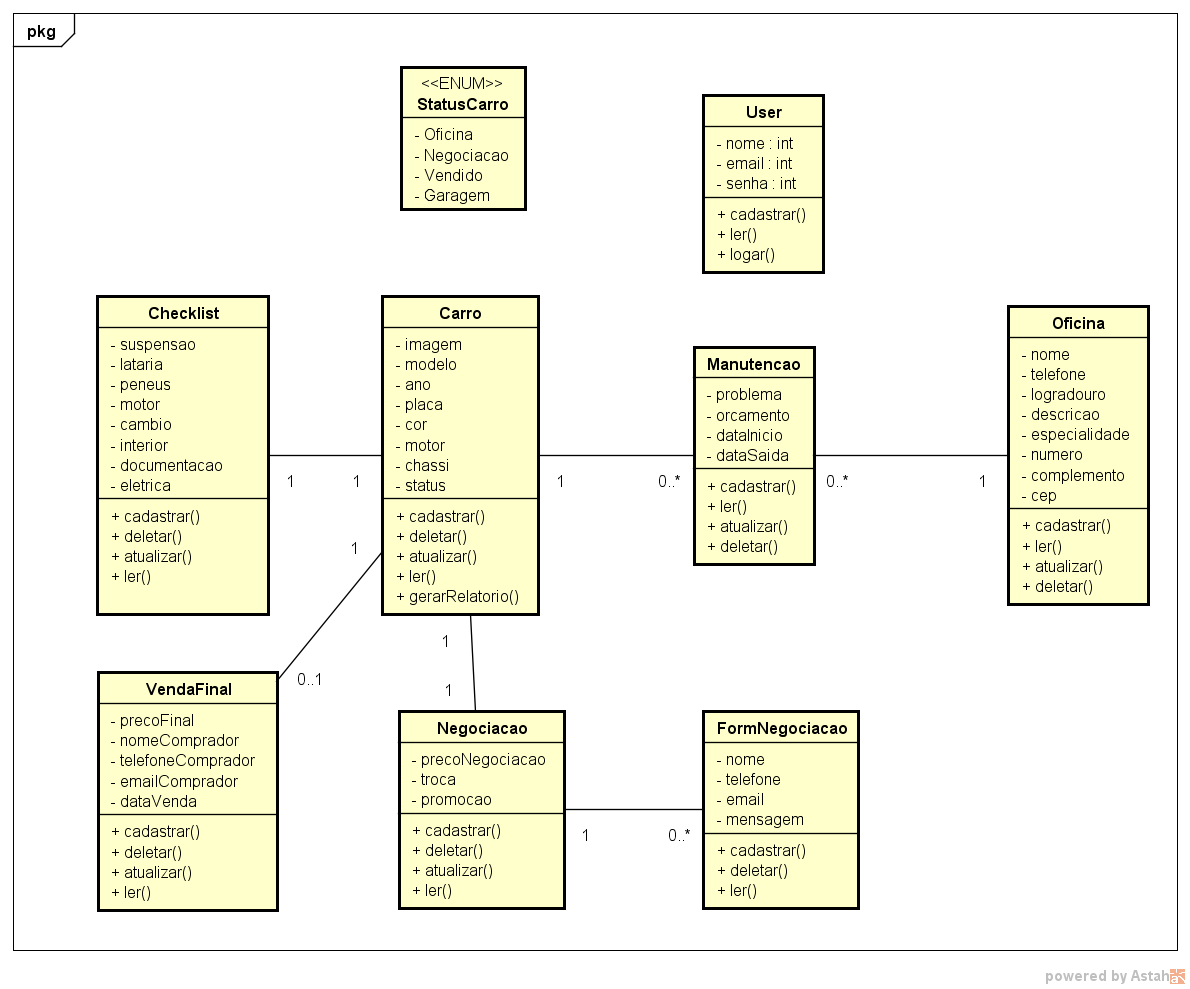 pkg
<<ENUM>>
StatusCarro
- Oficina
- Negociacao
- Vendido
- Garagem
User
- nome : int
- email : int
- senha : int
+ cadastrar()
+ ler()
+ logar()
Checklist
- suspensao
- lataria
- peneus
- motor
- cambio
- interior
- documentacao
- eletrica
+ cadastrar()
+ deletar()
+ atualizar()
+ ler()
1
1
Carro
- imagem
- modelo
- ano
- placa
- cor
- motor
- chassi
- status
+ cadastrar()
+ deletar()
+ atualizar()
+ ler()
+ gerarRelatorio()
1
0..*
Manutencao
- problema
- orcamento
- dataInicio
- dataSaida
+ cadastrar()
+ ler()
+ atualizar()
+ deletar()
0..*
1
Oficina
- nome
- telefone
- logradouro
- descricao
- especialidade
- numero
- complemento
- cep
+ cadastrar()
+ ler()
+ atualizar()
+ deletar()
1
0..1
1
1
VendaFinal
- precoFinal
- nomeComprador
- telefoneComprador
- emailComprador
- dataVenda
+ cadastrar()
+ deletar()
+ atualizar()
+ ler()
Negociacao
- precoNegociacao
- troca
- promocao
+ cadastrar()
+ deletar()
+ atualizar()
+ ler()
1
0..*
FormNegociacao
- nome
- telefone
- email
- mensagem
+ cadastrar()
+ deletar()
+ ler()
powered by Astah